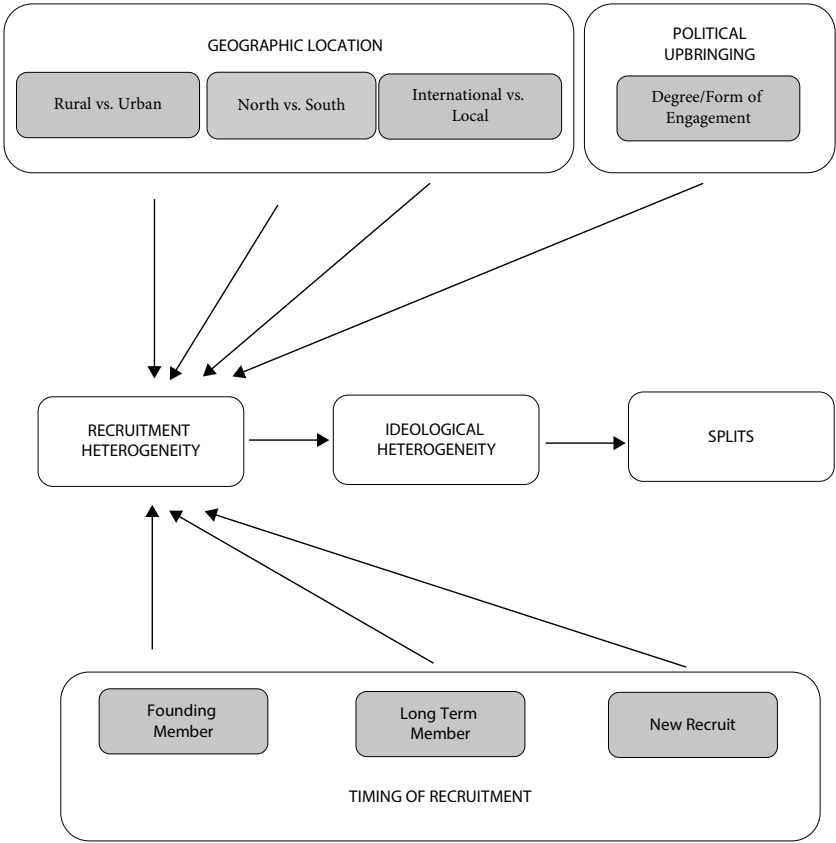 GEOGRAPHIC LOCATION
Rural vs. Urban
North vs. South
International vs.
Local
POLITICAL
UPBRINGING
Degree/Form of
Engagement
RECRUITMENT
HETEROGENEITY
IDEOLOGICAL
HETEROGENEITY
SPLITS
Founding
Member
Long Term
Member
New Recruit
TIMING OF RECRUITMENT